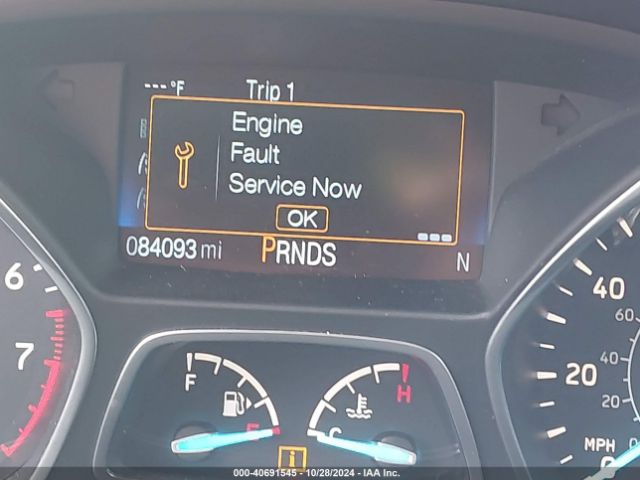 --- °F Trip 1
Engine
Fault
Service Now
OK
084093 mi PRNDS N
6
7
F
E
H
C
i
40
20
0
60
40
20
MPH
000-40691545 - 10/28/2024 - IAA Inc.